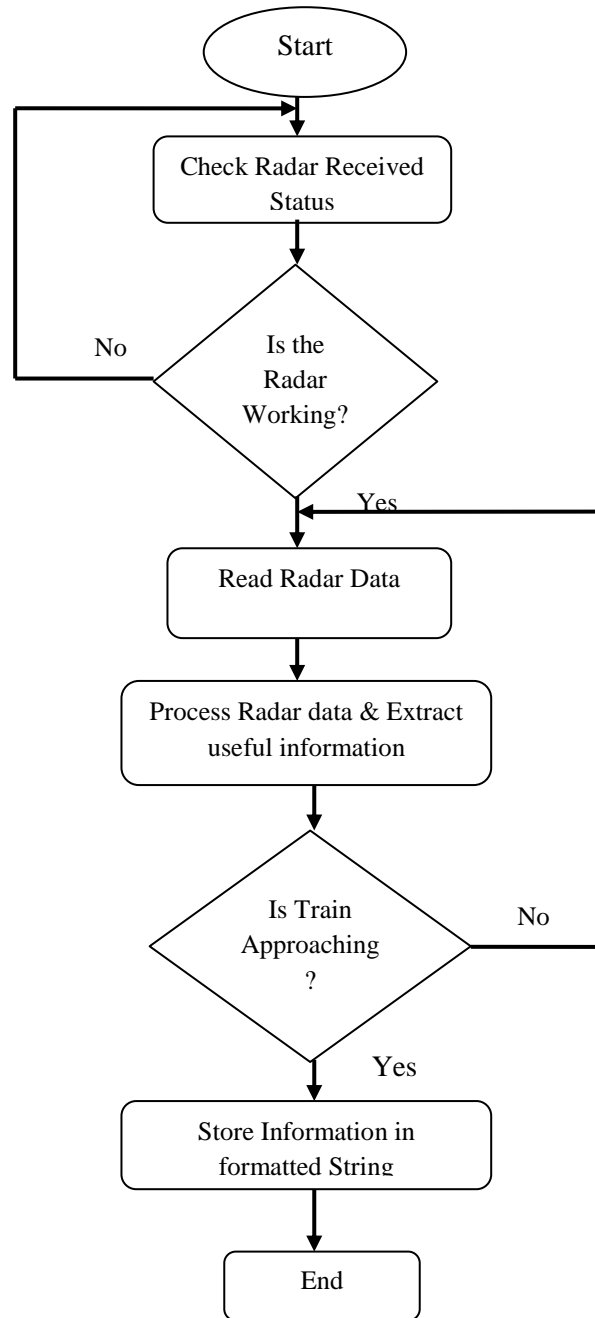 Start
Check Radar Received
Status
No
Is the
Radar
Working?
Yes
Read Radar Data
Process Radar data & Extract
useful information
Is Train
Approaching
?
No
Yes
Store Information in
formatted String
End